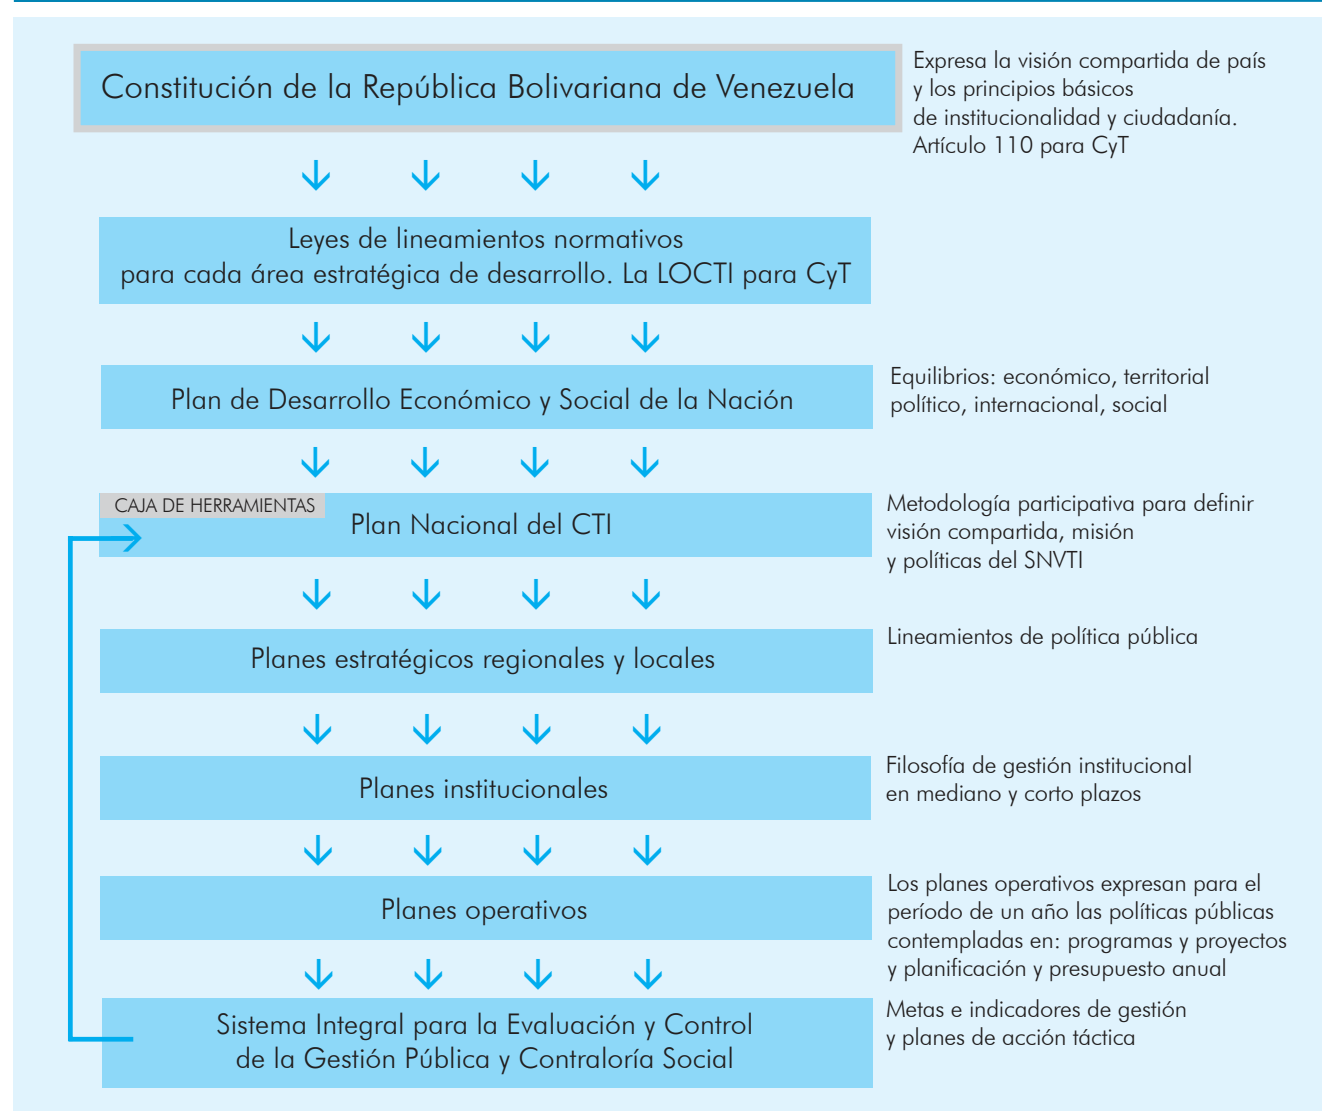 Constitución de la República Bolivariana de Venezuela
Expresa la visión compartida de país
y los principios básicos
de institucionalidad y ciudadanía.
Artículo 110 para CyT
Leyes de lineamientos normativos
para cada área estratégica de desarrollo. La LOCTI para CyT
Plan de Desarrollo Económico y Social de la Nación
Equilibrios: económico, territorial
político, internacional, social
CAJA DE HERRAMIENTAS
Plan Nacional del CTI
Metodología participativa para definir
visión compartida, misión
y políticas del SNVTI
Planes estratégicos regionales y locales
Lineamientos de política pública
Planes institucionales
Filosofía de gestión institucional
en mediano y corto plazos
Planes operativos
Los planes operativos expresan para el
período de un año las políticas públicas
contempladas en: programas y proyectos
y planificación y presupuesto anual
Sistema Integral para la Evaluación y Control
de la Gestión Pública y Contraloría Social
Metas e indicadores de gestión
y planes de acción táctica